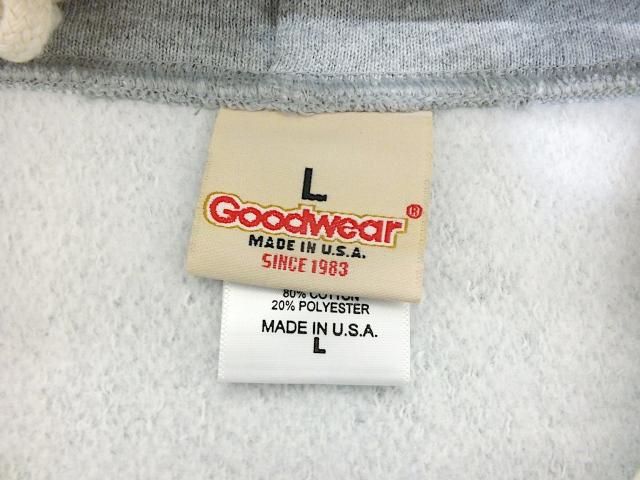 L
Goodwear®
MADE IN U.S.A.
SINCE 1983
80% COTTON
20% POLYESTER
MADE IN U.S.A.
L